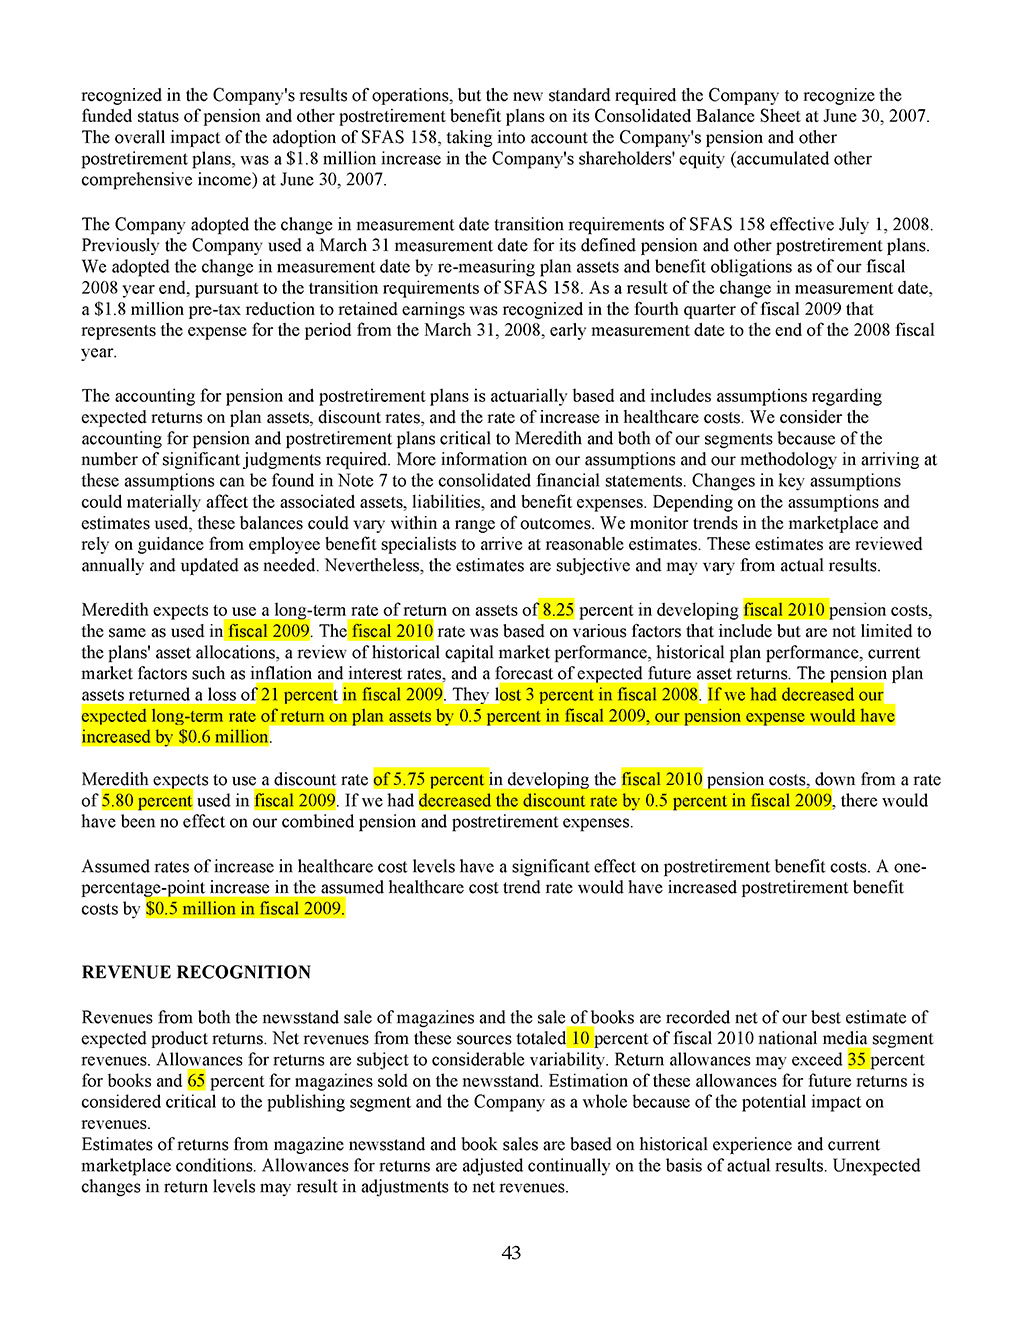 recognized in the Company's results of operations, but the new standard required the Company to recognize the
funded status of pension and other postretirement benefit plans on its Consolidated Balance Sheet at June 30, 2007.
The overall impact of the adoption of SFAS 158, taking into account the Company's pension and other
postretirement plans, was a $1.8 million increase in the Company's shareholders' equity (accumulated other
comprehensive income) at June 30, 2007.
The Company adopted the change in measurement date transition requirements of SFAS 158 effective July 1, 2008.
Previously the Company used a March 31 measurement date for its defined pension and other postretirement plans.
We adopted the change in measurement date by re-measuring plan assets and benefit obligations as of our fiscal
2008 year end, pursuant to the transition requirements of SFAS 158. As a result of the change in measurement date,
a $1.8 million pre-tax reduction to retained earnings was recognized in the fourth quarter of fiscal 2009 that
represents the expense for the period from the March 31, 2008, early measurement date to the end of the 2008 fiscal
year.
The accounting for pension and postretirement plans is actuarially based and includes assumptions regarding
expected returns on plan assets, discount rates, and the rate of increase in healthcare costs. We consider the
accounting for pension and postretirement plans critical to Meredith and both of our segments because of the
number of significant judgments required. More information on our assumptions and our methodology in arriving at
these assumptions can be found in Note 7 to the consolidated financial statements. Changes in key assumptions
could materially affect the associated assets, liabilities, and benefit expenses. Depending on the assumptions and
estimates used, these balances could vary within a range of outcomes. We monitor trends in the marketplace and
rely on guidance from employee benefit specialists to arrive at reasonable estimates. These estimates are reviewed
annually and updated as needed. Nevertheless, the estimates are subjective and may vary from actual results.
Meredith expects to use a long-term rate of return on assets of 8.25 percent in developing fiscal 2010 pension costs,
the same as used in fiscal 2009. The fiscal 2010 rate was based on various factors that include but are not limited to
the plans' asset allocations, a review of historical capital market performance, historical plan performance, current
market factors such as inflation and interest rates, and a forecast of expected future asset returns. The pension plan
assets returned a loss of 21 percent in fiscal 2009. They lost 3 percent in fiscal 2008. If we had decreased our
expected long-term rate of return on plan assets by 0.5 percent in fiscal 2009, our pension expense would have
increased by $0.6 million.
Meredith expects to use a discount rate of 5.75 percent in developing the fiscal 2010 pension costs, down from a rate
of 5.80 percent used in fiscal 2009. If we had decreased the discount rate by 0.5 percent in fiscal 2009, there would
have been no effect on our combined pension and postretirement expenses.
Assumed rates of increase in healthcare cost levels have a significant effect on postretirement benefit costs. A one-
percentage-point increase in the assumed healthcare cost trend rate would have increased postretirement benefit
costs by $0.5 million in fiscal 2009.
REVENUE RECOGNITION
Revenues from both the newsstand sale of magazines and the sale of books are recorded net of our best estimate of
expected product returns. Net revenues from these sources totaled 10 percent of fiscal 2010 national media segment
revenues. Allowances for returns are subject to considerable variability. Return allowances may exceed 35 percent
for books and 65 percent for magazines sold on the newsstand. Estimation of these allowances for future returns is
considered critical to the publishing segment and the Company as a whole because of the potential impact on
revenues.
Estimates of returns from magazine newsstand and book sales are based on historical experience and current
marketplace conditions. Allowances for returns are adjusted continually on the basis of actual results. Unexpected
changes in return levels may result in adjustments to net revenues.
43